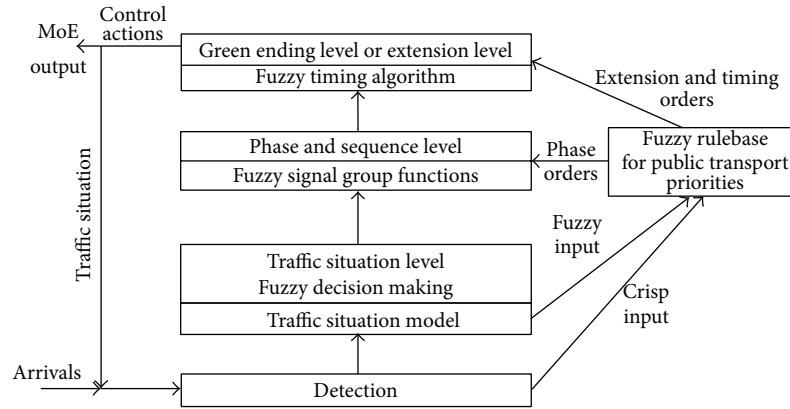 MoE
output
Control
actions
Green ending level or extension level
Fuzzy timing algorithm
Extension and timing
orders
Traffic situation
Phase and sequence level
Fuzzy signal group functions
Phase
orders
Fuzzy rulebase
for public transport
priorities
Traffic situation level
Fuzzy decision making
Traffic situation model
Fuzzy
input
Crisp
input
Arrivals
Detection